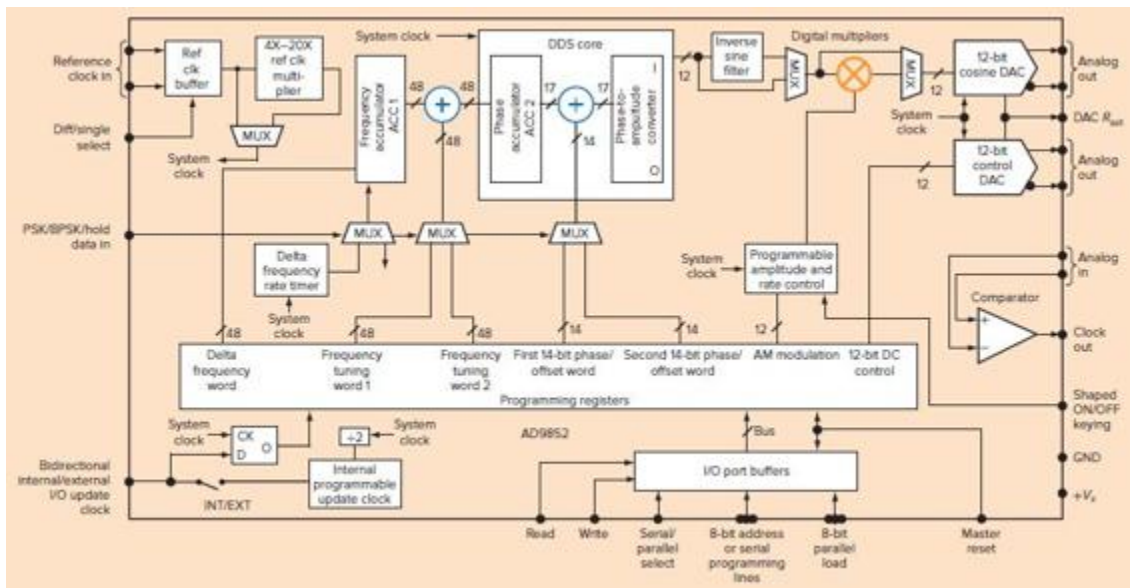 Reference
clock in
Ref
clk
buffer
4X–20X
ref clk
multi-
plier
MUX
System
clock
Diff/single
select
System clock
Frequency
accumulator
ACC 1
48
48
48
DDS core
Phase
accumulator
ACC 2
17
17
14
Phase-to-
amplitude
converter
I
O
12
Inverse
sine
filter
Digital multipliers
MUX
MUX
12
12-bit
cosine DAC
Analog
out
System
clock
DAC Rset
12-bit
control
DAC
12
Analog
out
PSK/BPSK/hold
data in
MUX
MUX
MUX
Delta
frequency
rate timer
System
clock
System
clock
Programmable
amplitude and
rate control
Analog
in
Comparator
+
−
Clock
out
48
48
48
14
14
12
Delta
frequency
word
Frequency
tuning
word 1
Frequency
tuning
word 2
First 14-bit phase/
offset word
Second 14-bit phase/
offset word
AM modulation
12-bit DC
control
Programming registers
Shaped
ON/OFF
keying
System
clock
CK
D
O
÷2
System
clock
AD9852
Bus
GND
Bidirectional
internal/external
I/O update
clock
INT/EXT
Internal
programmable
update clock
I/O port buffers
+Vs
Read
Write
Serial/
parallel
select
8-bit address
or serial
programming
lines
8-bit
parallel
load
Master
reset